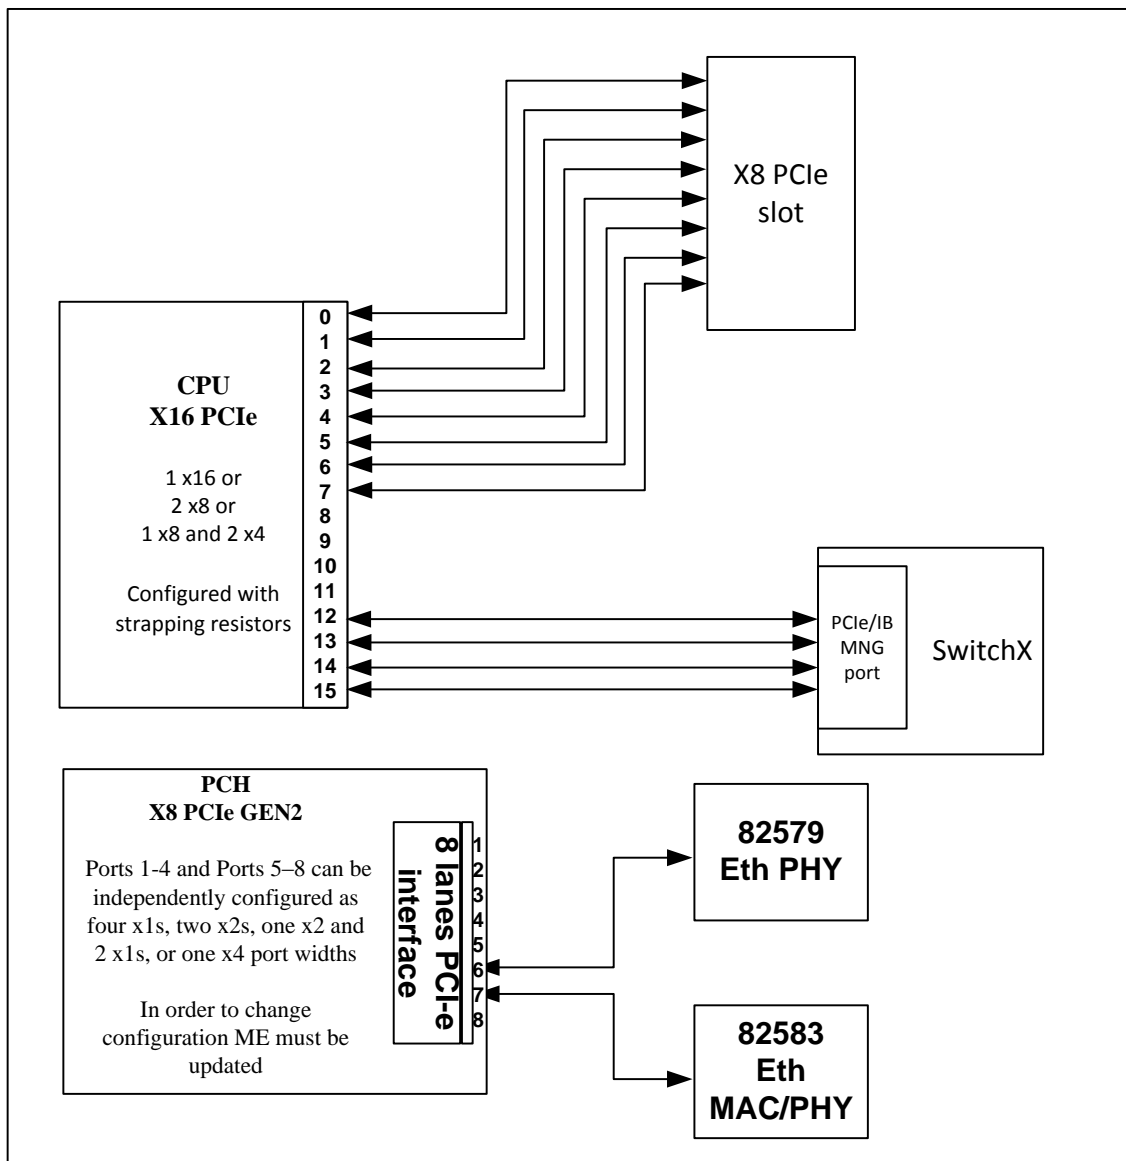 X8 PCIe
slot
0
1
2
3
4
5
6
7
8
9
10
11
12
13
14
15
CPU
X16 PCIe
1 x16 or
2 x8 or
1 x8 and 2 x4
Configured with
strapping resistors
PCIe/IB
MNG
port
SwitchX
PCH
X8 PCIe GEN2
Ports 1-4 and Ports 5–8 can be
independently configured as
four x1s, two x2s, one x2 and
2 x1s, or one x4 port widths
In order to change
configuration ME must be
updated
8 lanes PCI-e
interface
1
2
3
4
5
6
7
8
82579
Eth PHY
82583
Eth
MAC/PHY